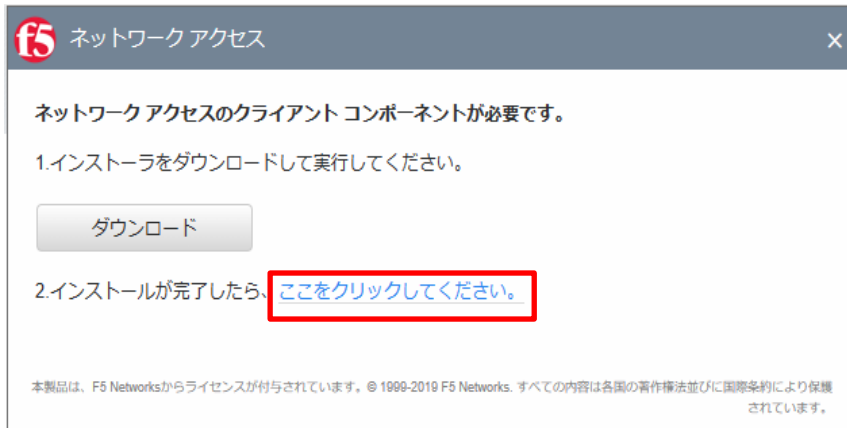 f5 ネットワーク アクセス ×
ネットワーク アクセスのクライアント コンポーネントが必要です。
1.インストーラをダウンロードして実行してください。
ダウンロード
2.インストールが完了したら、ここをクリックしてください。
本製品は、F5 Networksからライセンスが付与されています。© 1999-2019 F5 Networks. すべての内容は各国の著作権法並びに国際条約により保護
されています。